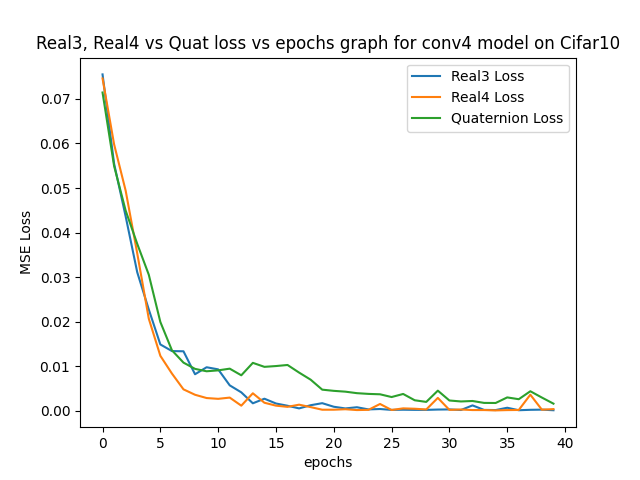 Real3, Real4 vs Quat loss vs epochs graph for conv4 model on Cifar10
Real3 Loss
Real4 Loss
Quaternion Loss
MSE Loss
0.07
0.06
0.05
0.04
0.03
0.02
0.01
0.00
0 5 10 15 20 25 30 35 40
epochs